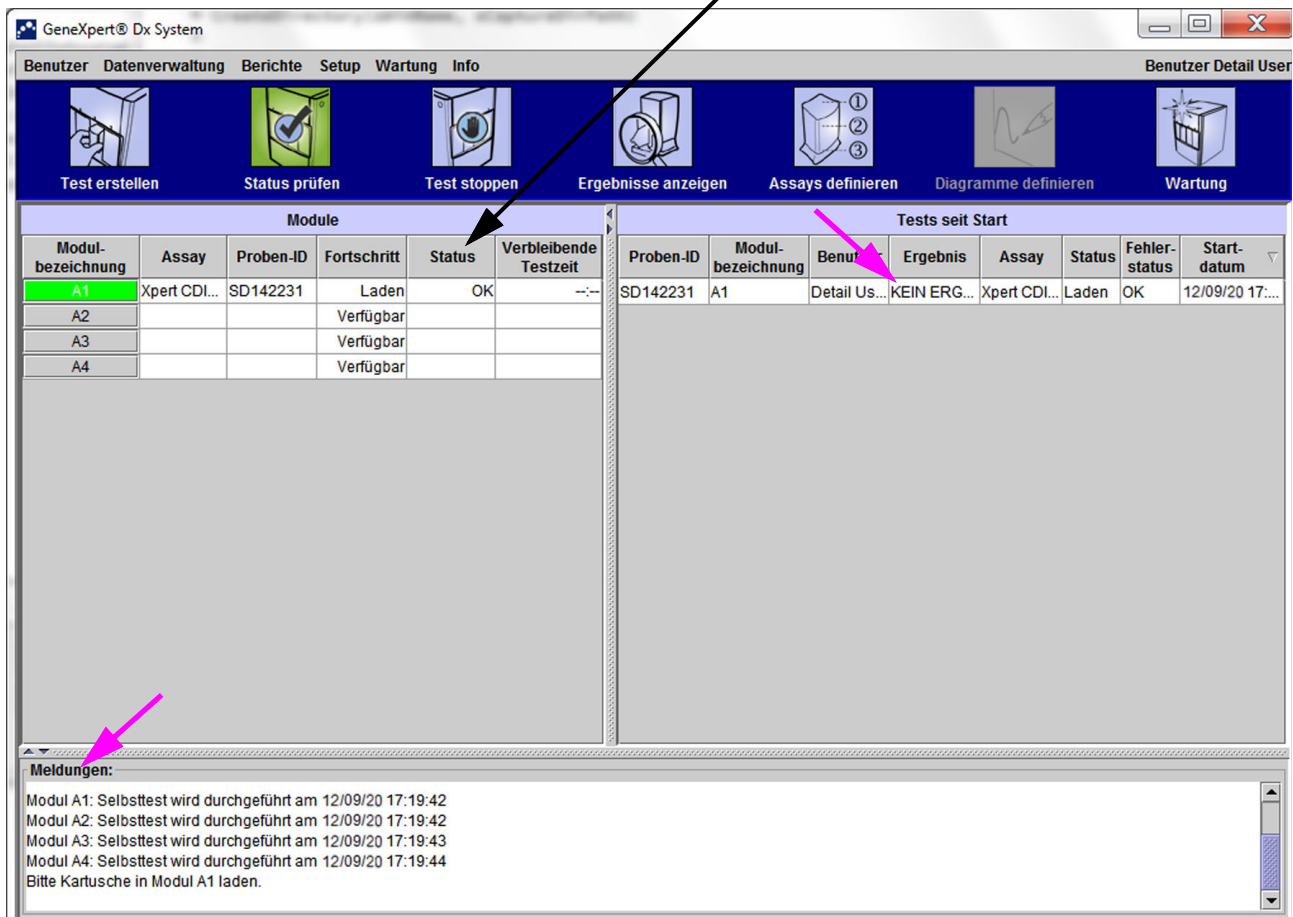 GeneXpert® Dx System
Benutzer Datenverwaltung Berichte Setup Wartung Info Benutzer Detail User
Test erstellen Status prüfen Test stoppen Ergebnisse anzeigen Assays definieren Diagramme definieren Wartung
Module Tests seit Start
Modul-bezeichnung Assay Proben-ID Fortschritt Status Verbleibende Testzeit Proben-ID Modul-bezeichnung Ergebnis Assay Status Fehler-status Start-datum
A1 Xpert CDI... SD142231 Laden OK --:-- SD142231 A1 Detail Us... KEIN ERG... Xpert CDI... Laden OK 12/09/20 17:...
A2 Verfügbar
A3 Verfügbar
A4 Verfügbar
Meldungen:
Modul A1: Selbsttest wird durchgeführt am 12/09/20 17:19:42
Modul A2: Selbsttest wird durchgeführt am 12/09/20 17:19:42
Modul A3: Selbsttest wird durchgeführt am 12/09/20 17:19:43
Modul A4: Selbsttest wird durchgeführt am 12/09/20 17:19:44
Bitte Kartusche in Modul A1 laden.